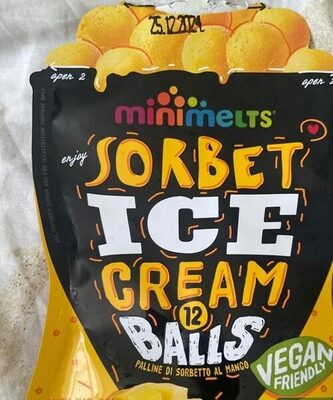 25.12.2024
open 2
open 2
minimelts
enjoy
SORBET
ICE
CREAM
12
BALLS
PALLINE DI SORBETTO AL MANGO
VEGAN
FRIENDLY